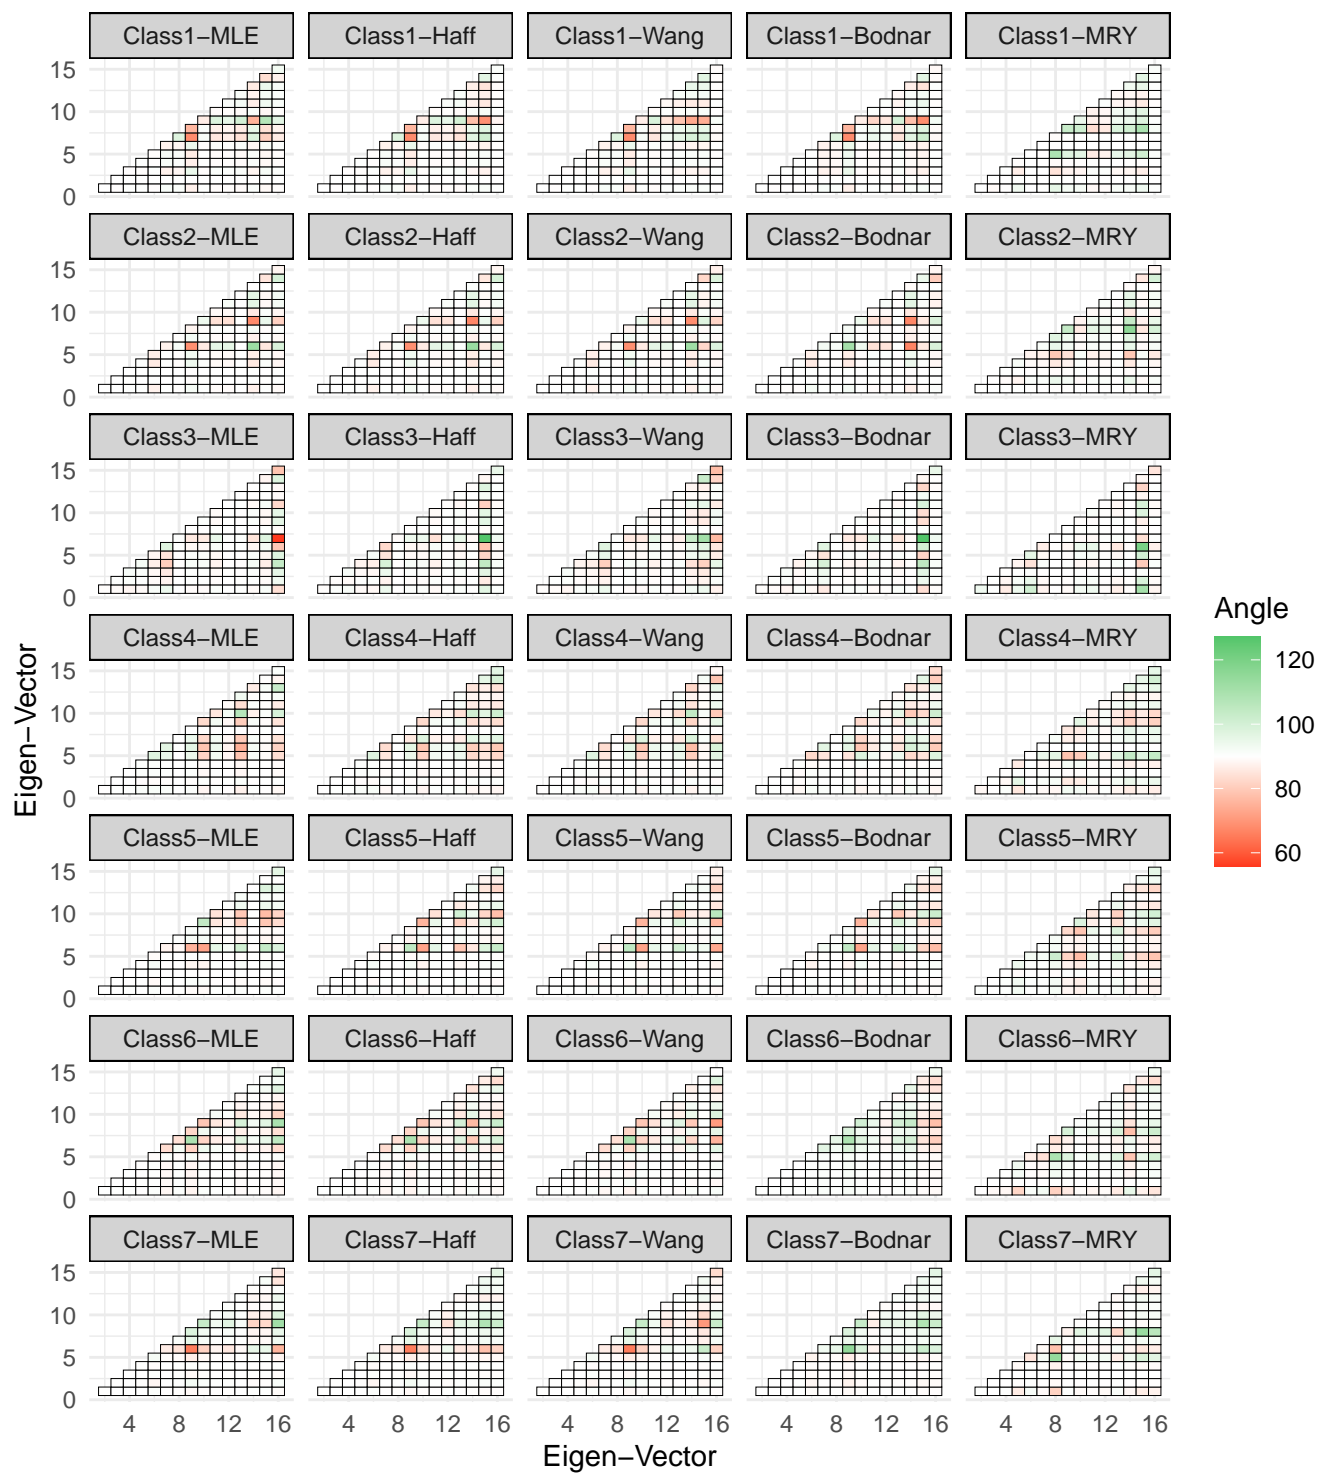 Class1−MLE Class1−Haff Class1−Wang Class1−Bodnar Class1−MRY
15
10
5
0
Class2−MLE Class2−Haff Class2−Wang Class2−Bodnar Class2−MRY
15
10
5
0
Class3−MLE Class3−Haff Class3−Wang Class3−Bodnar Class3−MRY
15
10
5
0
Class4−MLE Class4−Haff Class4−Wang Class4−Bodnar Class4−MRY
15
10
5
0
Class5−MLE Class5−Haff Class5−Wang Class5−Bodnar Class5−MRY
15
10
5
0
Class6−MLE Class6−Haff Class6−Wang Class6−Bodnar Class6−MRY
15
10
5
0
Class7−MLE Class7−Haff Class7−Wang Class7−Bodnar Class7−MRY
15
10
5
0
4 8 12 16 4 8 12 16 4 8 12 16 4 8 12 16 4 8 12 16
Eigen−Vector
Eigen−Vector
Angle
120
100
80
60